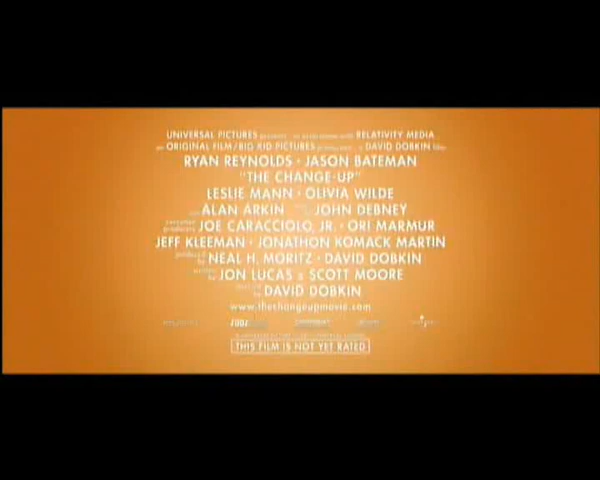 UNIVERSAL PICTURES RELATIVITY MEDIA
ORIGINAL FILM/BIG KID PICTURES DAVID DOBKIN
RYAN REYNOLDS · JASON BATEMAN
"THE CHANGE-UP"
LESLIE MANN · OLIVIA WILDE
ALAN ARKIN JOHN DEBNEY
executive producers JOE CARACCIOLO, JR. · ORI MARMUR
JEFF KLEEMAN · JONATHON KOMACK MARTIN
NEAL H. MORITZ · DAVID DOBKIN
JON LUCAS & SCOTT MOORE
DAVID DOBKIN
www.thechangeupmovie.com
THIS FILM IS NOT YET RATED